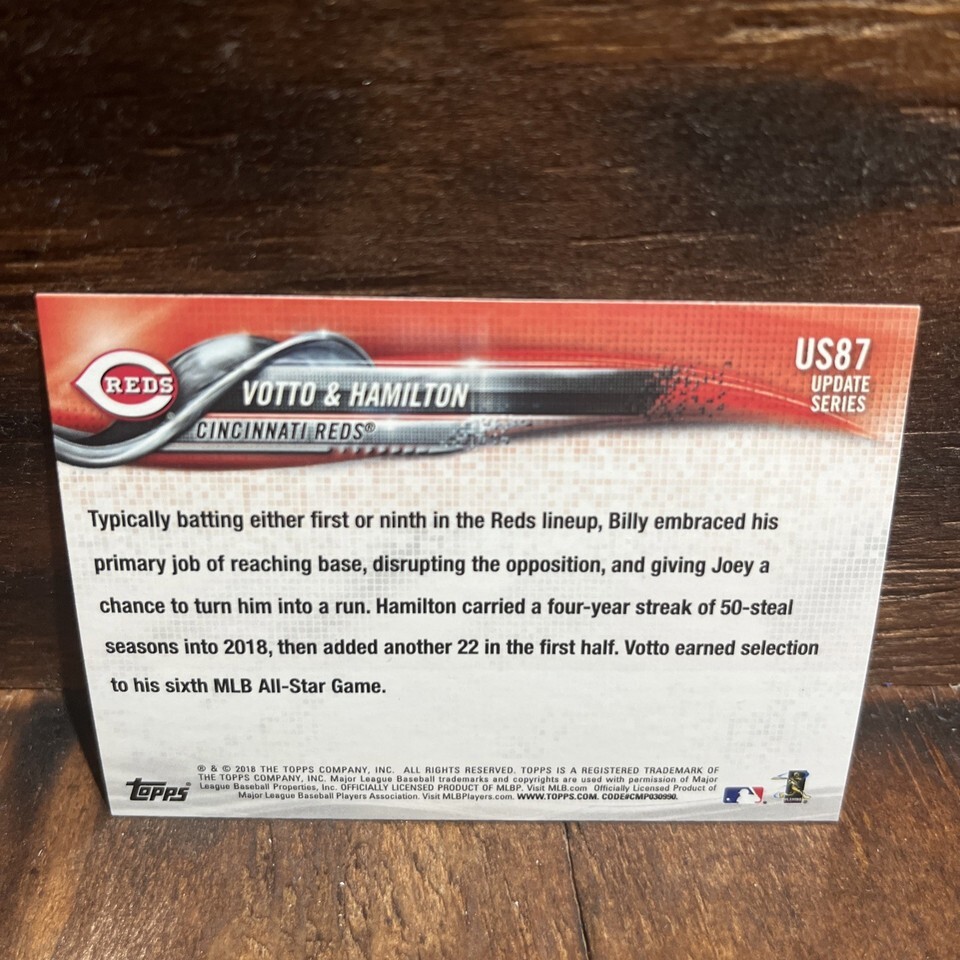 REDS
VOTTO & HAMILTON
CINCINNATI REDS®
US87
UPDATE
SERIES
Typically batting either first or ninth in the Reds lineup, Billy embraced his
primary job of reaching base, disrupting the opposition, and giving Joey a
chance to turn him into a run. Hamilton carried a four-year streak of 50-steal
seasons into 2018, then added another 22 in the first half. Votto earned selection
to his sixth MLB All-Star Game.
® & © 2018 THE TOPPS COMPANY, INC. ALL RIGHTS RESERVED. TOPPS IS A REGISTERED TRADEMARK OF
THE TOPPS COMPANY, INC. Major League Baseball trademarks and copyrights are used with permission of Major
League Baseball Properties, Inc. OFFICIALLY LICENSED PRODUCT OF MLBP. Visit MLB.com Officially Licensed Product of
Major League Baseball Players Association. Visit MLBPlayers.com. WWW.TOPPS.COM. CODE#CMP030990.
TOPPS®